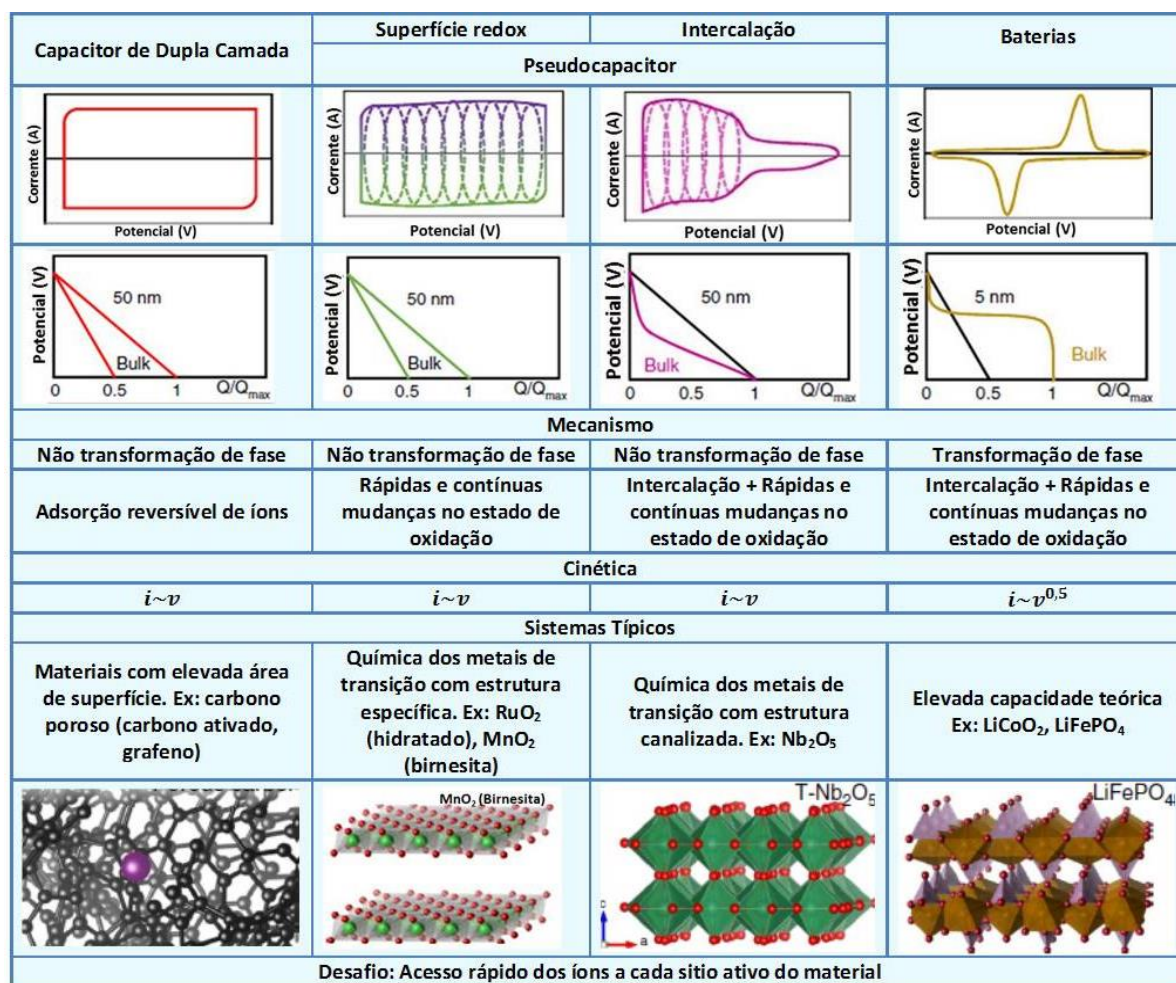 Capacitor de Dupla Camada
Superfície redox
Intercalação
Baterias
Pseudocapacitor
Corrente (A)
Potencial (V)
Corrente (A)
Potencial (V)
Corrente (A)
Potencial (V)
Corrente (A)
Potencial (V)
Potencial (V)
50 nm
Bulk
0 0.5 1 Q/Qmax
Potencial (V)
50 nm
Bulk
0 0.5 1 Q/Qmax
Potencial (V)
50 nm
Bulk
0 0.5 1 Q/Qmax
Potencial (V)
5 nm
Bulk
0 0.5 1 Q/Qmax
Mecanismo
Não transformação de fase
Não transformação de fase
Não transformação de fase
Transformação de fase
Adsorção reversível de íons
Rápidas e contínuas
mudanças no estado de
oxidação
Intercalação + Rápidas e
contínuas mudanças no
estado de oxidação
Intercalação + Rápidas e
contínuas mudanças no
estado de oxidação
Cinética
i~v
i~v
i~v
i~v^0,5
Sistemas Típicos
Materiais com elevada área
de superfície. Ex: carbono
poroso (carbono ativado,
grafeno)
Química dos metais de
transição com estrutura
específica. Ex: RuO2
(hidratado), MnO2
(birnesita)
Química dos metais de
transição com estrutura
canalizada. Ex: Nb2O5
Elevada capacidade teórica
Ex: LiCoO2, LiFePO4
MnO2 (Birnesita)
T-Nb2O5
a
LiFePO4
Desafio: Acesso rápido dos íons a cada sitio ativo do material